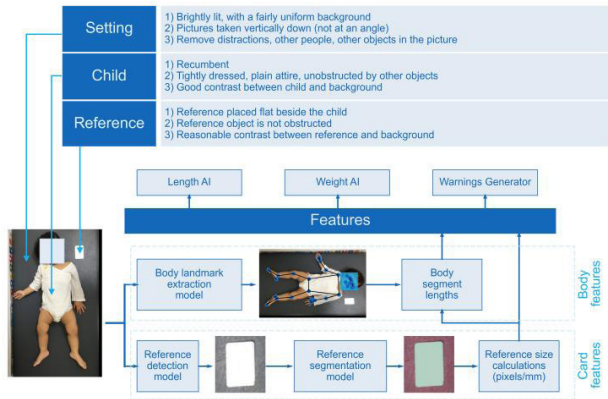 Setting
1) Brightly lit, with a fairly uniform background
2) Pictures taken vertically down (not at an angle)
3) Remove distractions, other people, other objects in the picture
Child
1) Recumbent
2) Tightly dressed, plain attire, unobstructed by other objects
3) Good contrast between child and background
Reference
1) Reference placed flat beside the child
2) Reference object is not obstructed
3) Reasonable contrast between reference and background
Length AI
Weight AI
Warnings Generator
Features
Body landmark
extraction
model
Body
segment
lengths
Body
features
Reference
detection
model
Reference
segmentation
model
Reference size
calculations
(pixels/mm)
Card
features